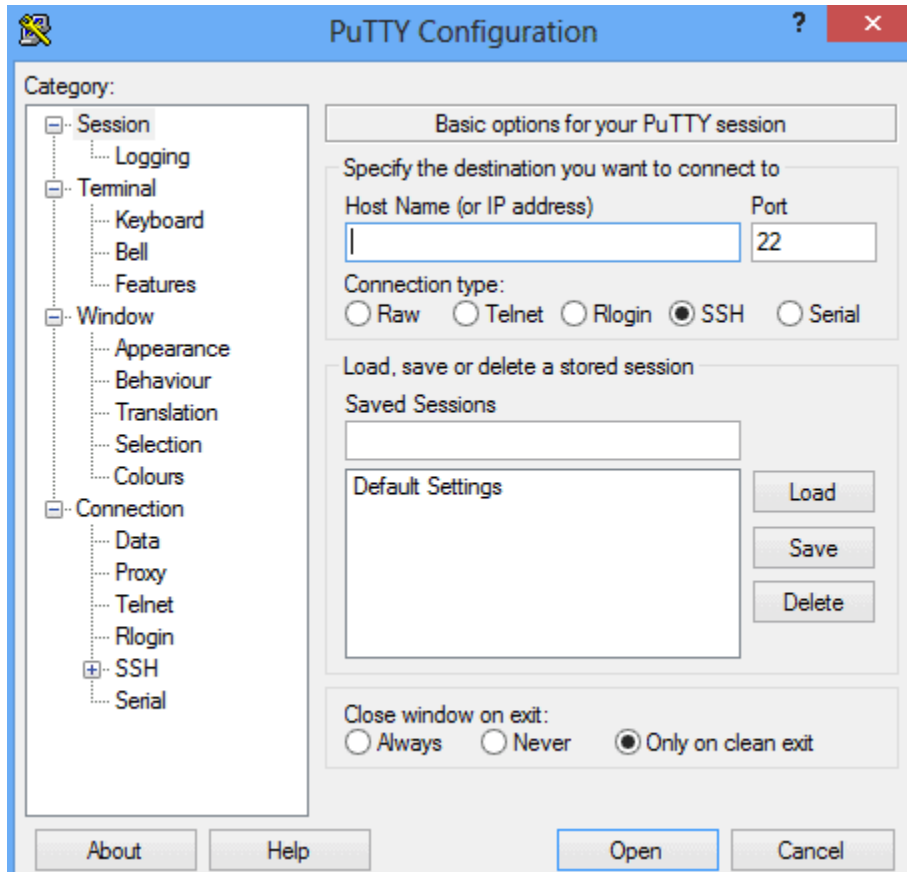 PuTTY Configuration
?
Category:
Session
Logging
Terminal
Keyboard
Bell
Features
Window
Appearance
Behaviour
Translation
Selection
Colours
Connection
Data
Proxy
Telnet
Rlogin
SSH
Serial
Basic options for your PuTTY session
Specify the destination you want to connect to
Host Name (or IP address) Port
22
Connection type:
Raw Telnet Rlogin SSH Serial
Load, save or delete a stored session
Saved Sessions
Default Settings
Load
Save
Delete
Close window on exit:
Always Never Only on clean exit
About Help Open Cancel